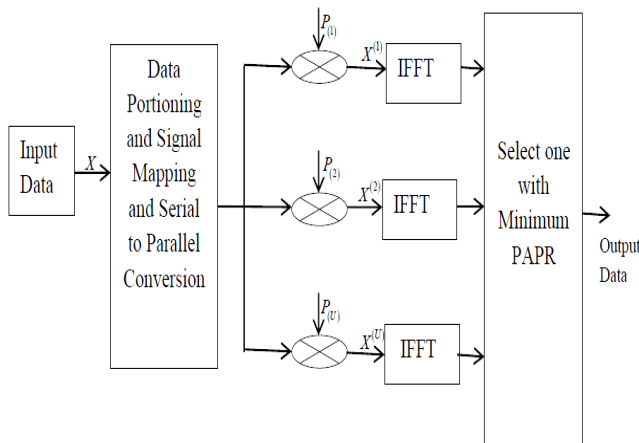 Input
Data
X
Data
Portioning
and Signal
Mapping
and Serial
to Parallel
Conversion
P(1)
X(1)
IFFT
P(2)
X(2)
IFFT
P(U)
X(U)
IFFT
Select one
with
Minimum
PAPR
Output
Data